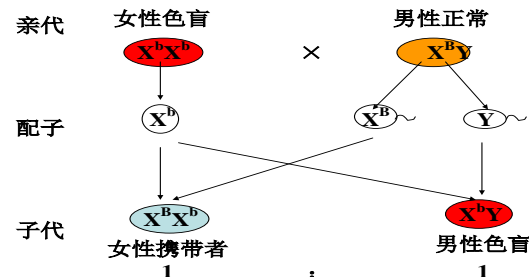 亲代 女性色盲 男性正常
XᵇXᵇ × XᴮY
配子 Xᵇ Xᴮ Y
子代 XᴮXᵇ XᵇY
女性携带者 男性色盲
1 : 1